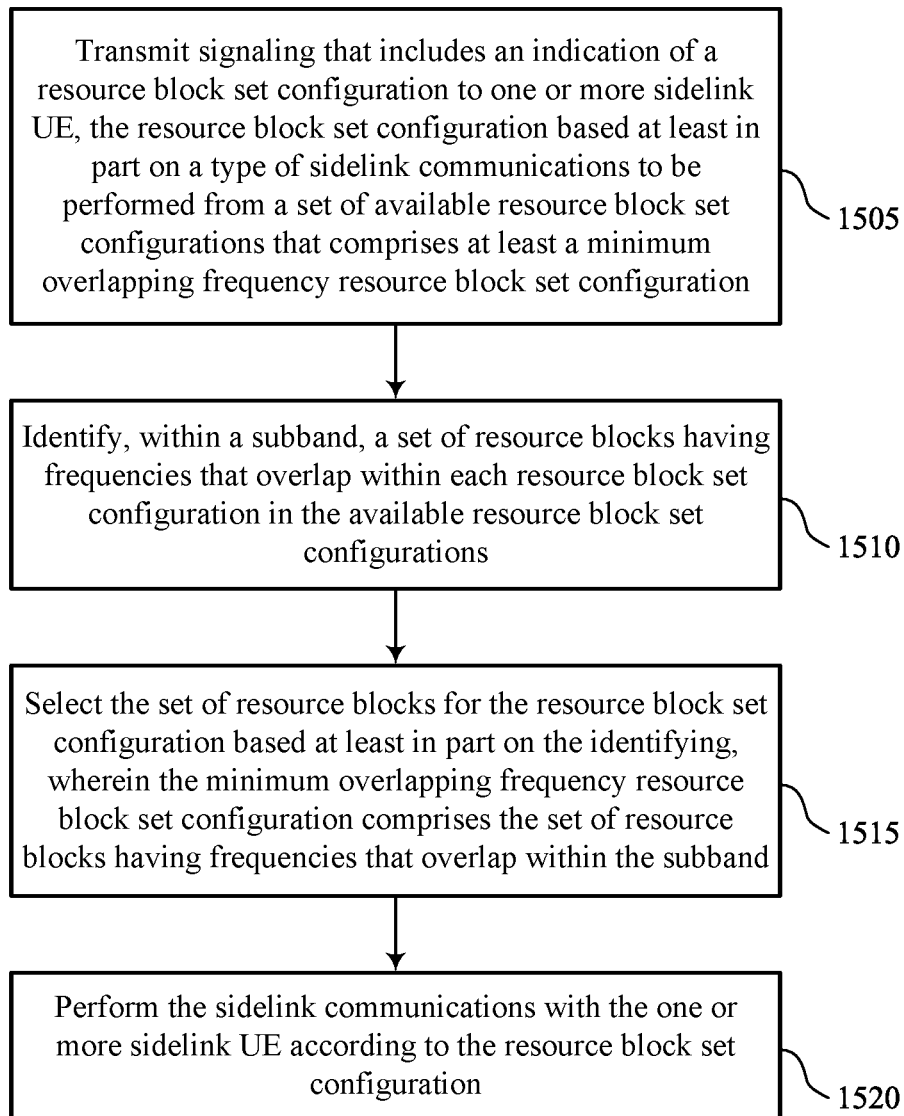 Transmit signaling that includes an indication of a
resource block set configuration to one or more sidelink
UE, the resource block set configuration based at least in
part on a type of sidelink communications to be
performed from a set of available resource block set
configurations that comprises at least a minimum
overlapping frequency resource block set configuration
1505
Identify, within a subband, a set of resource blocks having
frequencies that overlap within each resource block set
configuration in the available resource block set
configurations
1510
Select the set of resource blocks for the resource block set
configuration based at least in part on the identifying,
wherein the minimum overlapping frequency resource
block set configuration comprises the set of resource
blocks having frequencies that overlap within the subband
1515
Perform the sidelink communications with the one or
more sidelink UE according to the resource block set
configuration
1520